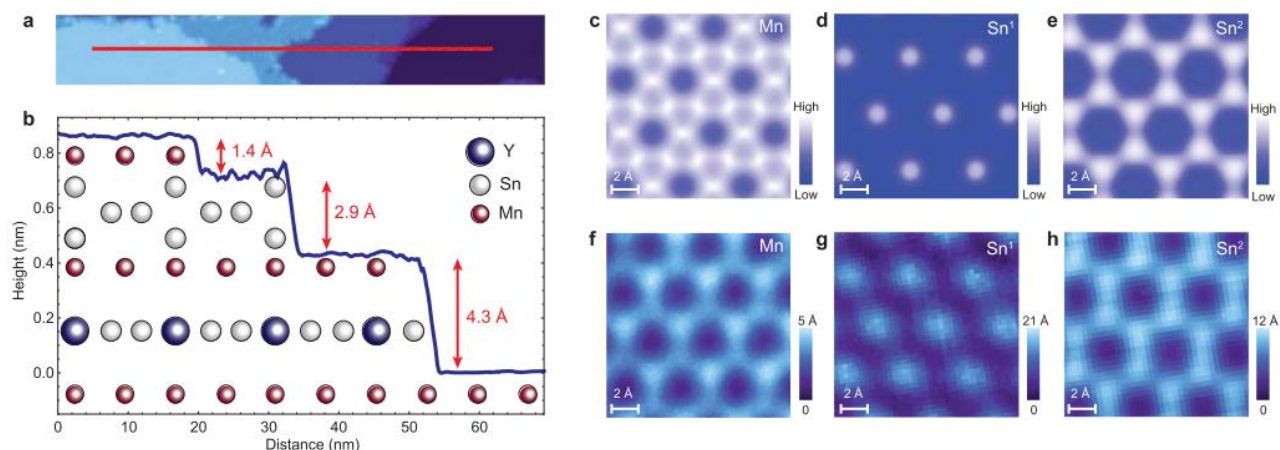 a
b
Height (nm)
0.8
0.6
0.4
0.2
0.0
1.4 Å
2.9 Å
4.3 Å
Y
Sn
Mn
0 10 20 30 40 50 60
Distance (nm)
c Mn
2 Å
High
Low
d Sn¹
2 Å
High
Low
e Sn²
2 Å
High
Low
f Mn
2 Å
5 Å
0
g Sn¹
2 Å
21 Å
0
h Sn²
2 Å
12 Å
0